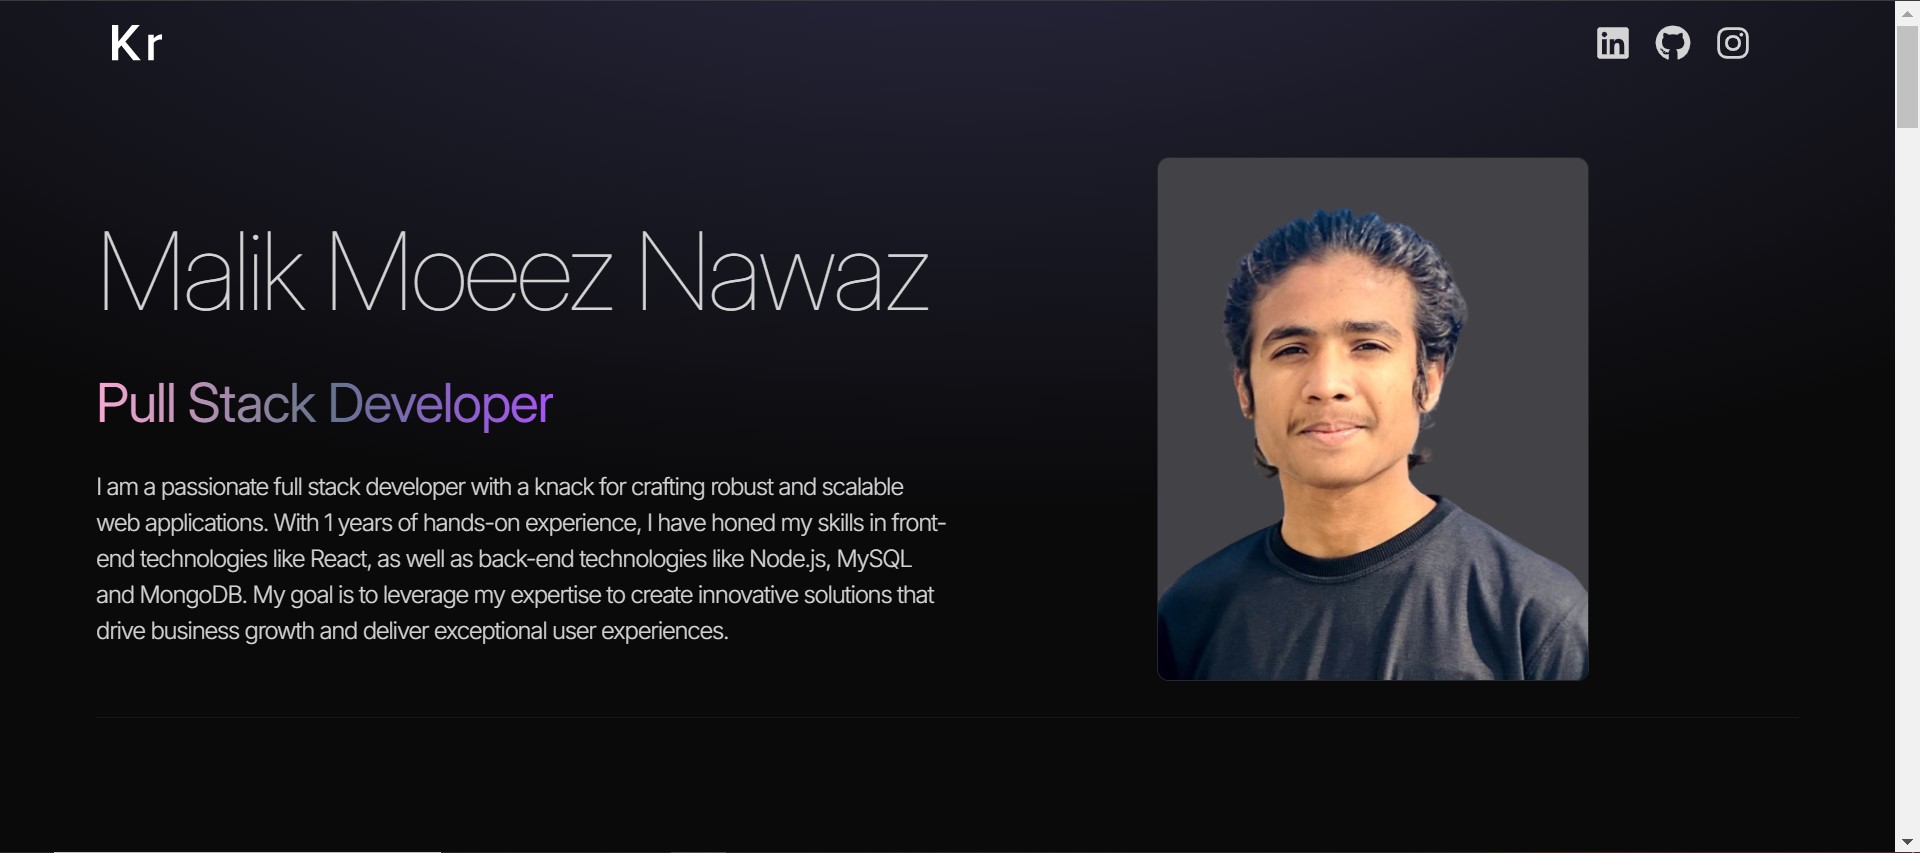 Kr
Malik Moeez Nawaz
Pull Stack Developer
I am a passionate full stack developer with a knack for crafting robust and scalable
web applications. With 1 years of hands-on experience, I have honed my skills in front-
end technologies like React, as well as back-end technologies like Node.js, MySQL
and MongoDB. My goal is to leverage my expertise to create innovative solutions that
drive business growth and deliver exceptional user experiences.